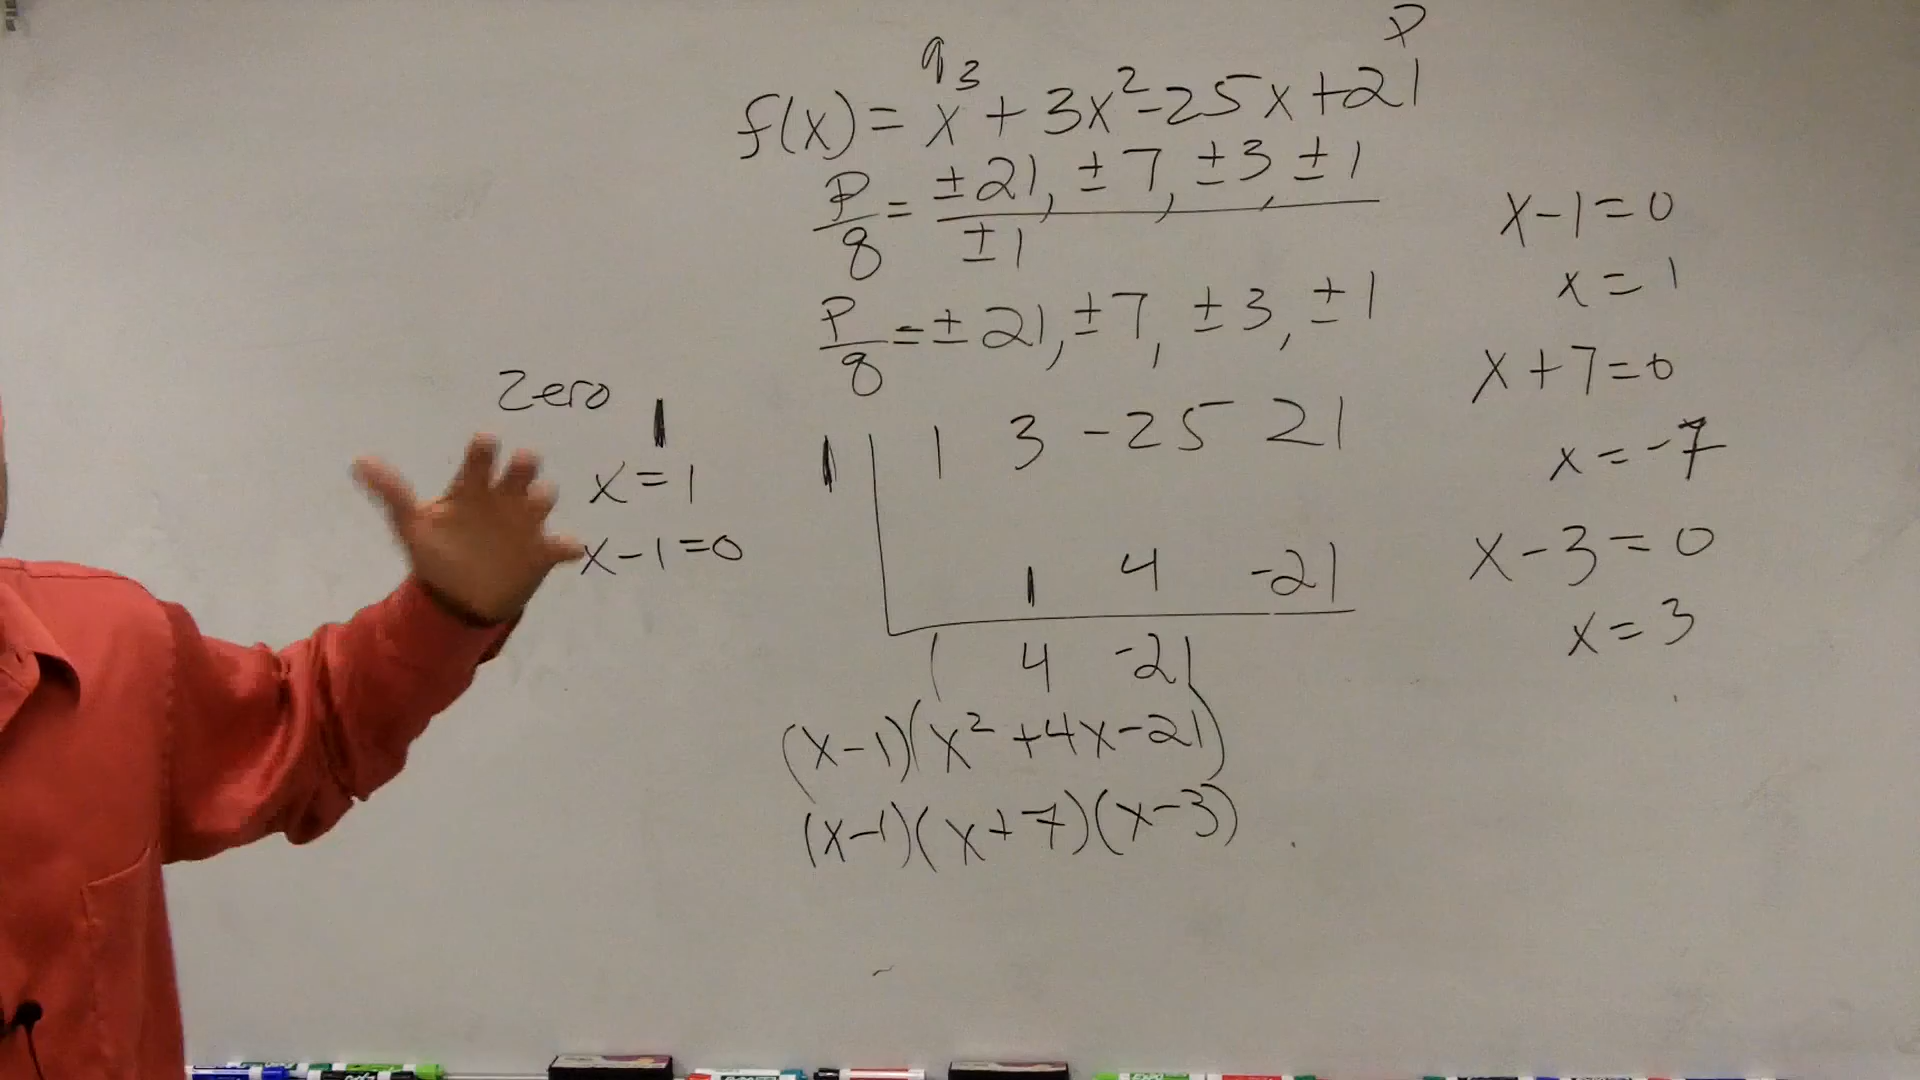 q P
f(x) = x³ + 3x² - 25x + 21
P/q = ±21, ±7, ±3, ±1 / ±1
P/q = ±21, ±7, ±3, ±1
Zero
1
x = 1
x - 1 = 0
1 | 1 3 -25 21
1 4 -21
1 4 -21
(x-1)(x² + 4x - 21)
(x-1)(x+7)(x-3)
x - 1 = 0
x = 1
x + 7 = 0
x = -7
x - 3 = 0
x = 3